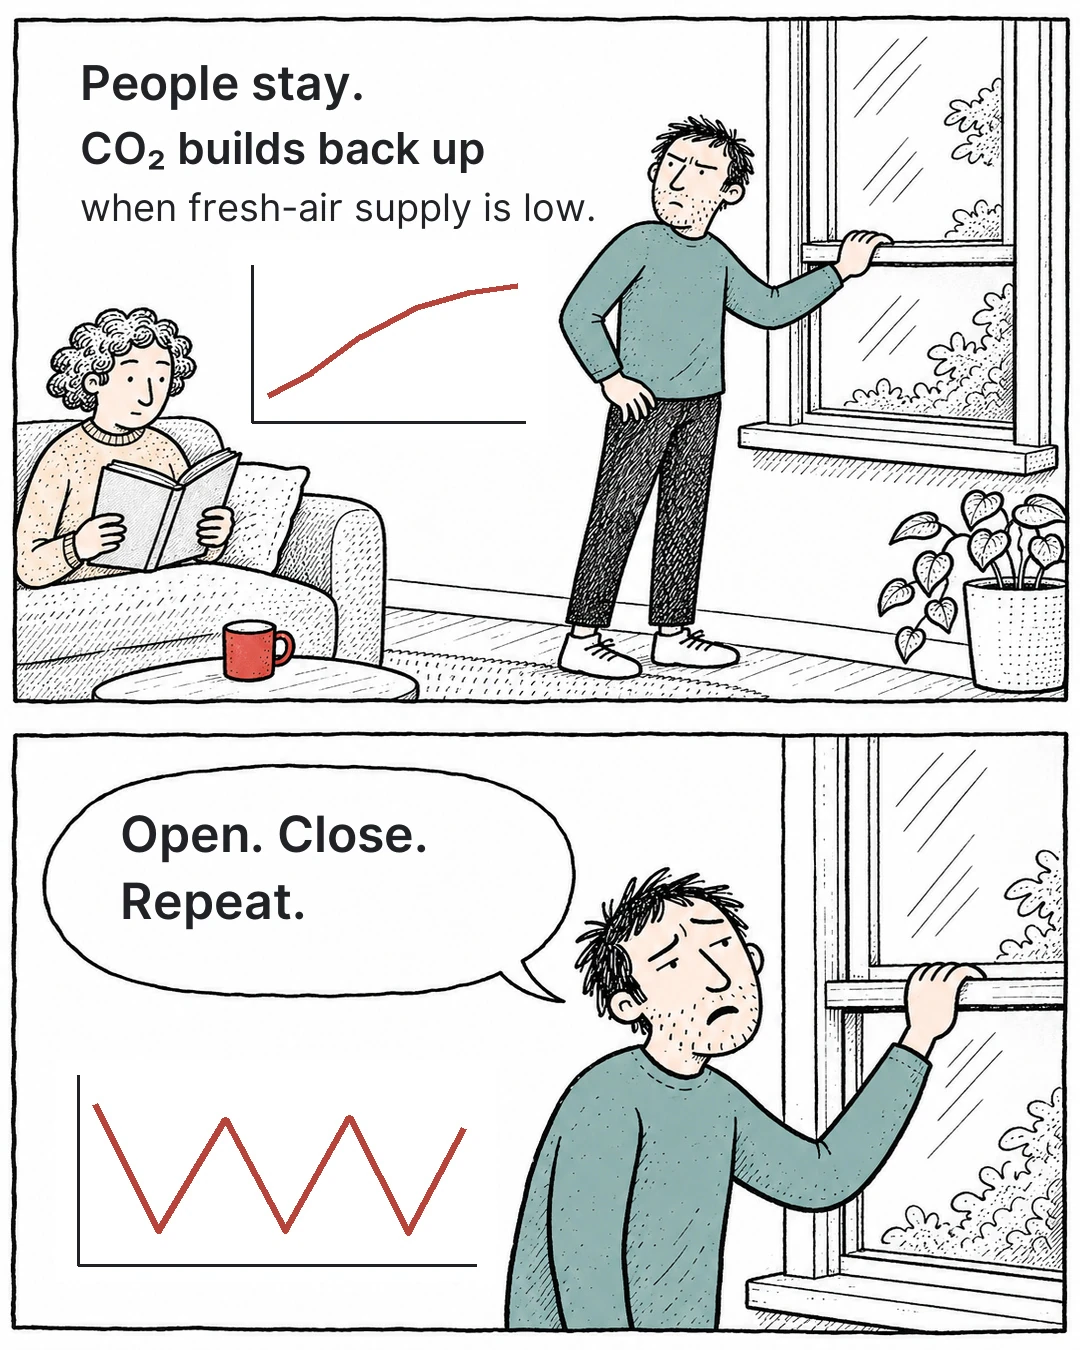 People stay.
CO₂ builds back up
when fresh-air supply is low.
Open. Close.
Repeat.